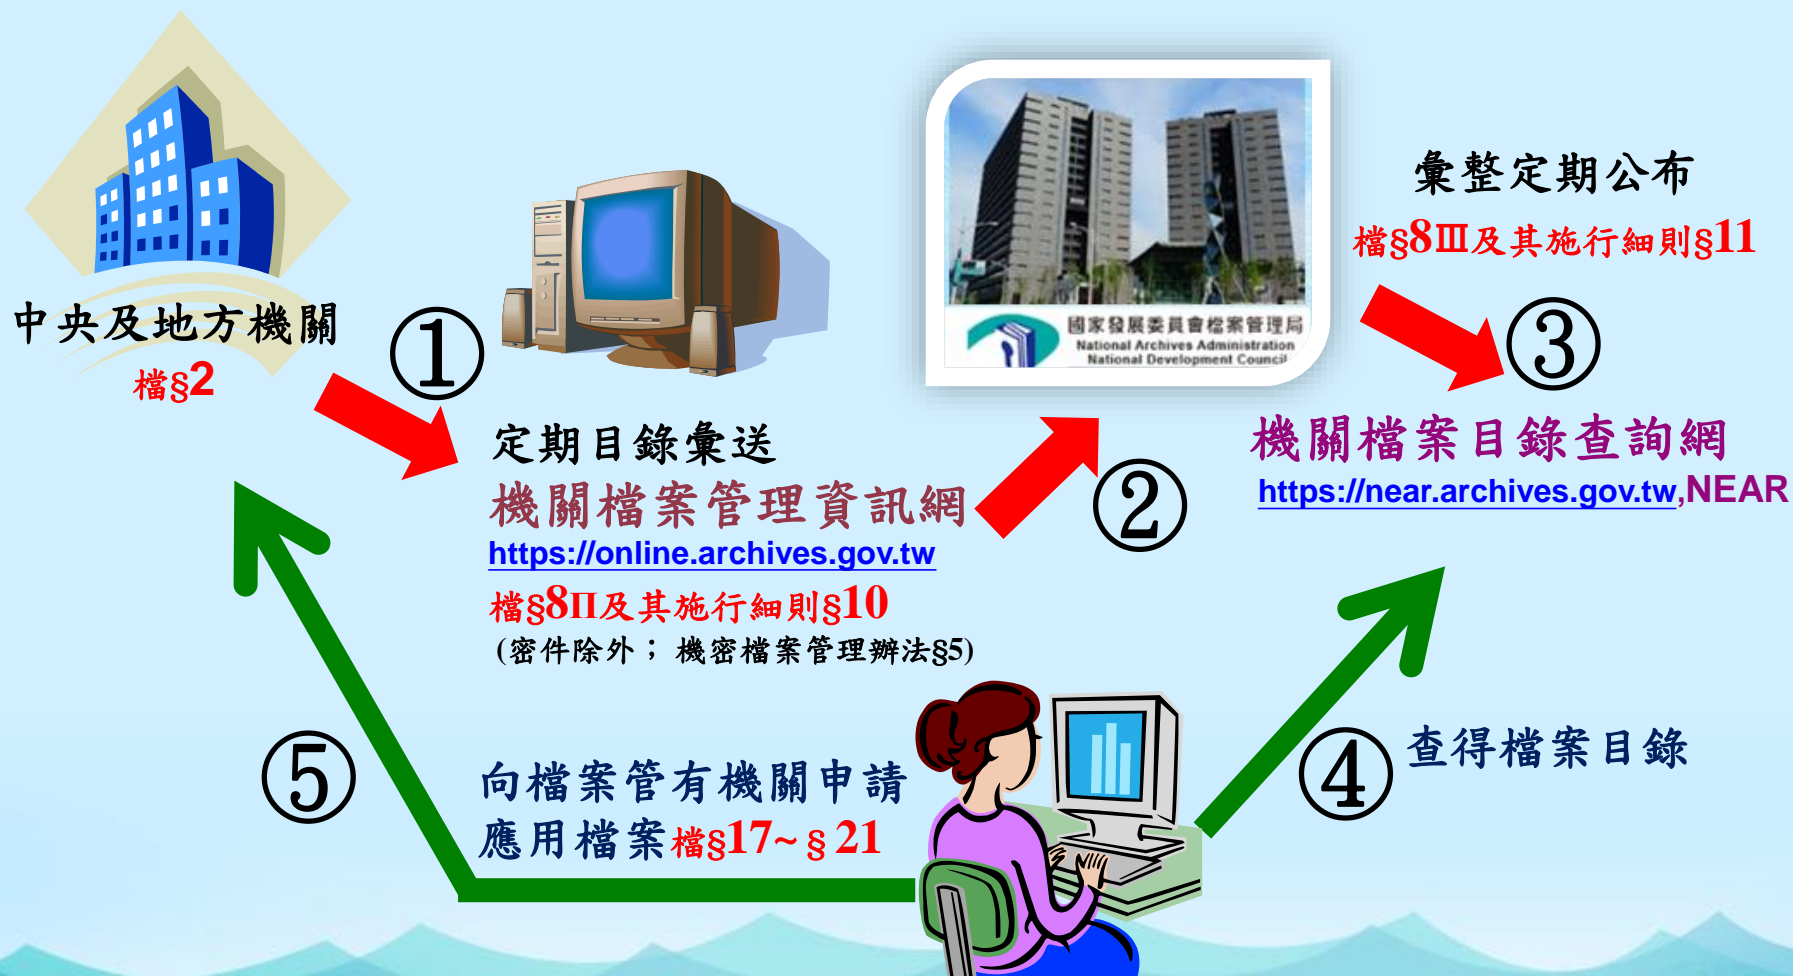 中央及地方機關
檔§2
①
定期目錄彙送
機關檔案管理資訊網
https://online.archives.gov.tw
檔§8Π及其施行細則§10
(密件除外；機密檔案管理辦法§5)
②
國家發展委員會檔案管理局
National Archives Administration
National Development Council
彙整定期公布
檔§8Ⅲ及其施行細則§11
③
機關檔案目錄查詢網
https://near.archives.gov.tw,NEAR
④
查得檔案目錄
⑤
向檔案管有機關申請
應用檔案檔§17~§21